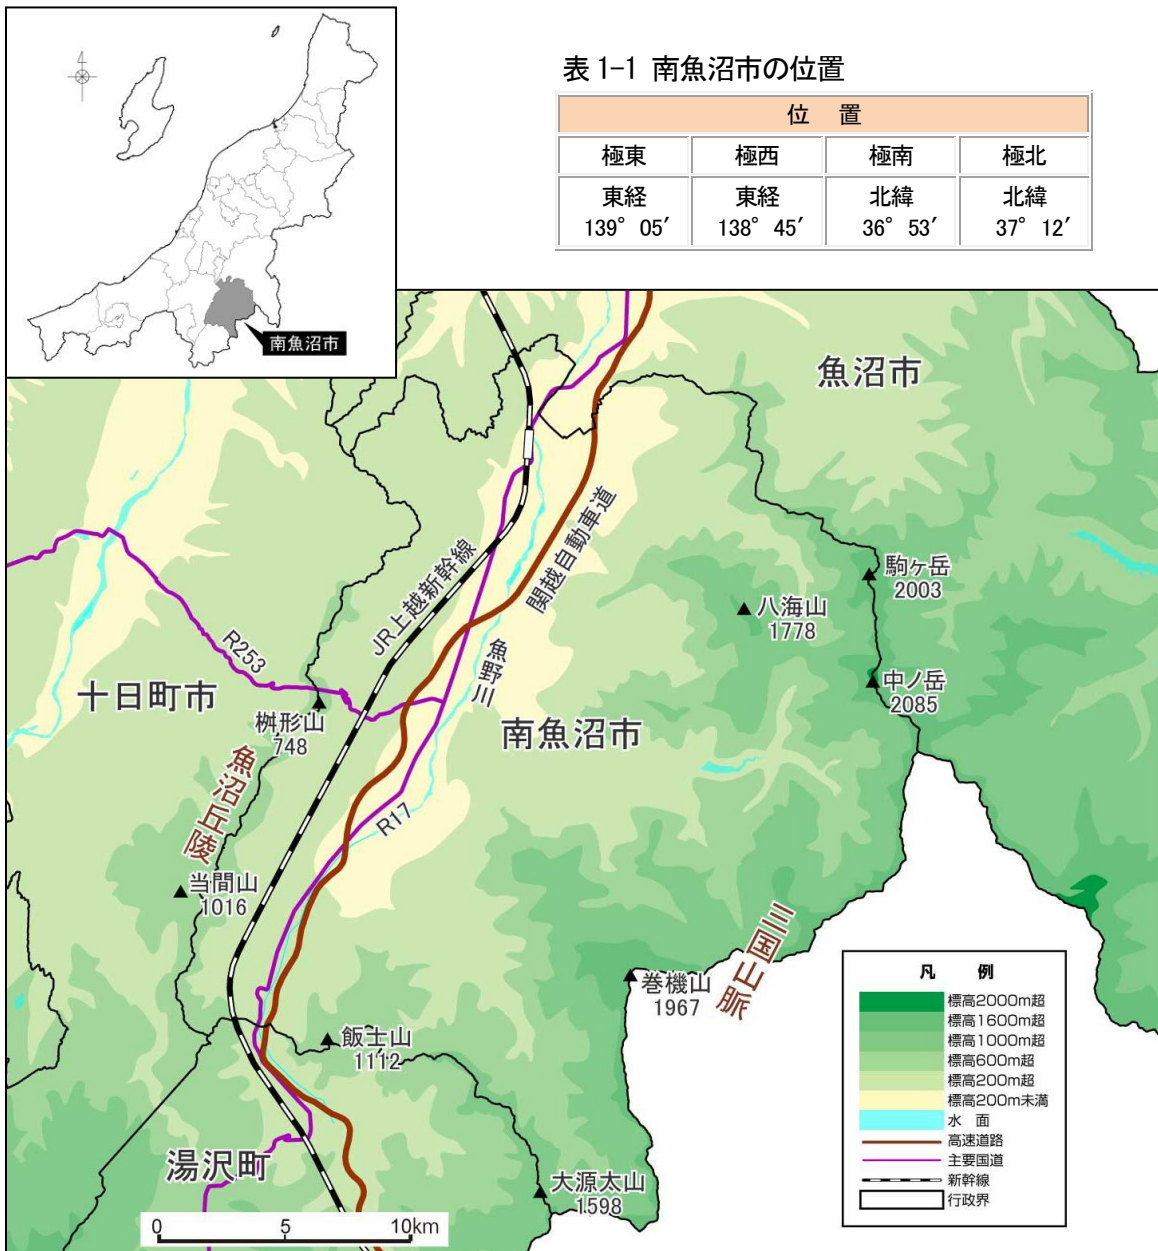 4
南魚沼市
表 1-1 南魚沼市の位置
位 置
極東 極西 極南 極北
東経 東経 北緯 北緯
139° 05′ 138° 45′ 36° 53′ 37° 12′
魚沼市
JR上越新幹線
関越自動車道
駒ヶ岳
2003
八海山
1778
R253
魚野川
中ノ岳
2085
十日町市
桝形山
748
南魚沼市
魚沼丘陵
R17
当間山
1016
三国山脈
巻機山
1967
飯士山
1112
湯沢町
大源太山
1598
0 5 10km
凡 例
標高2000m超
標高1600m超
標高1000m超
標高600m超
標高200m超
標高200m未満
水 面
高速道路
主要国道
新幹線
行政界